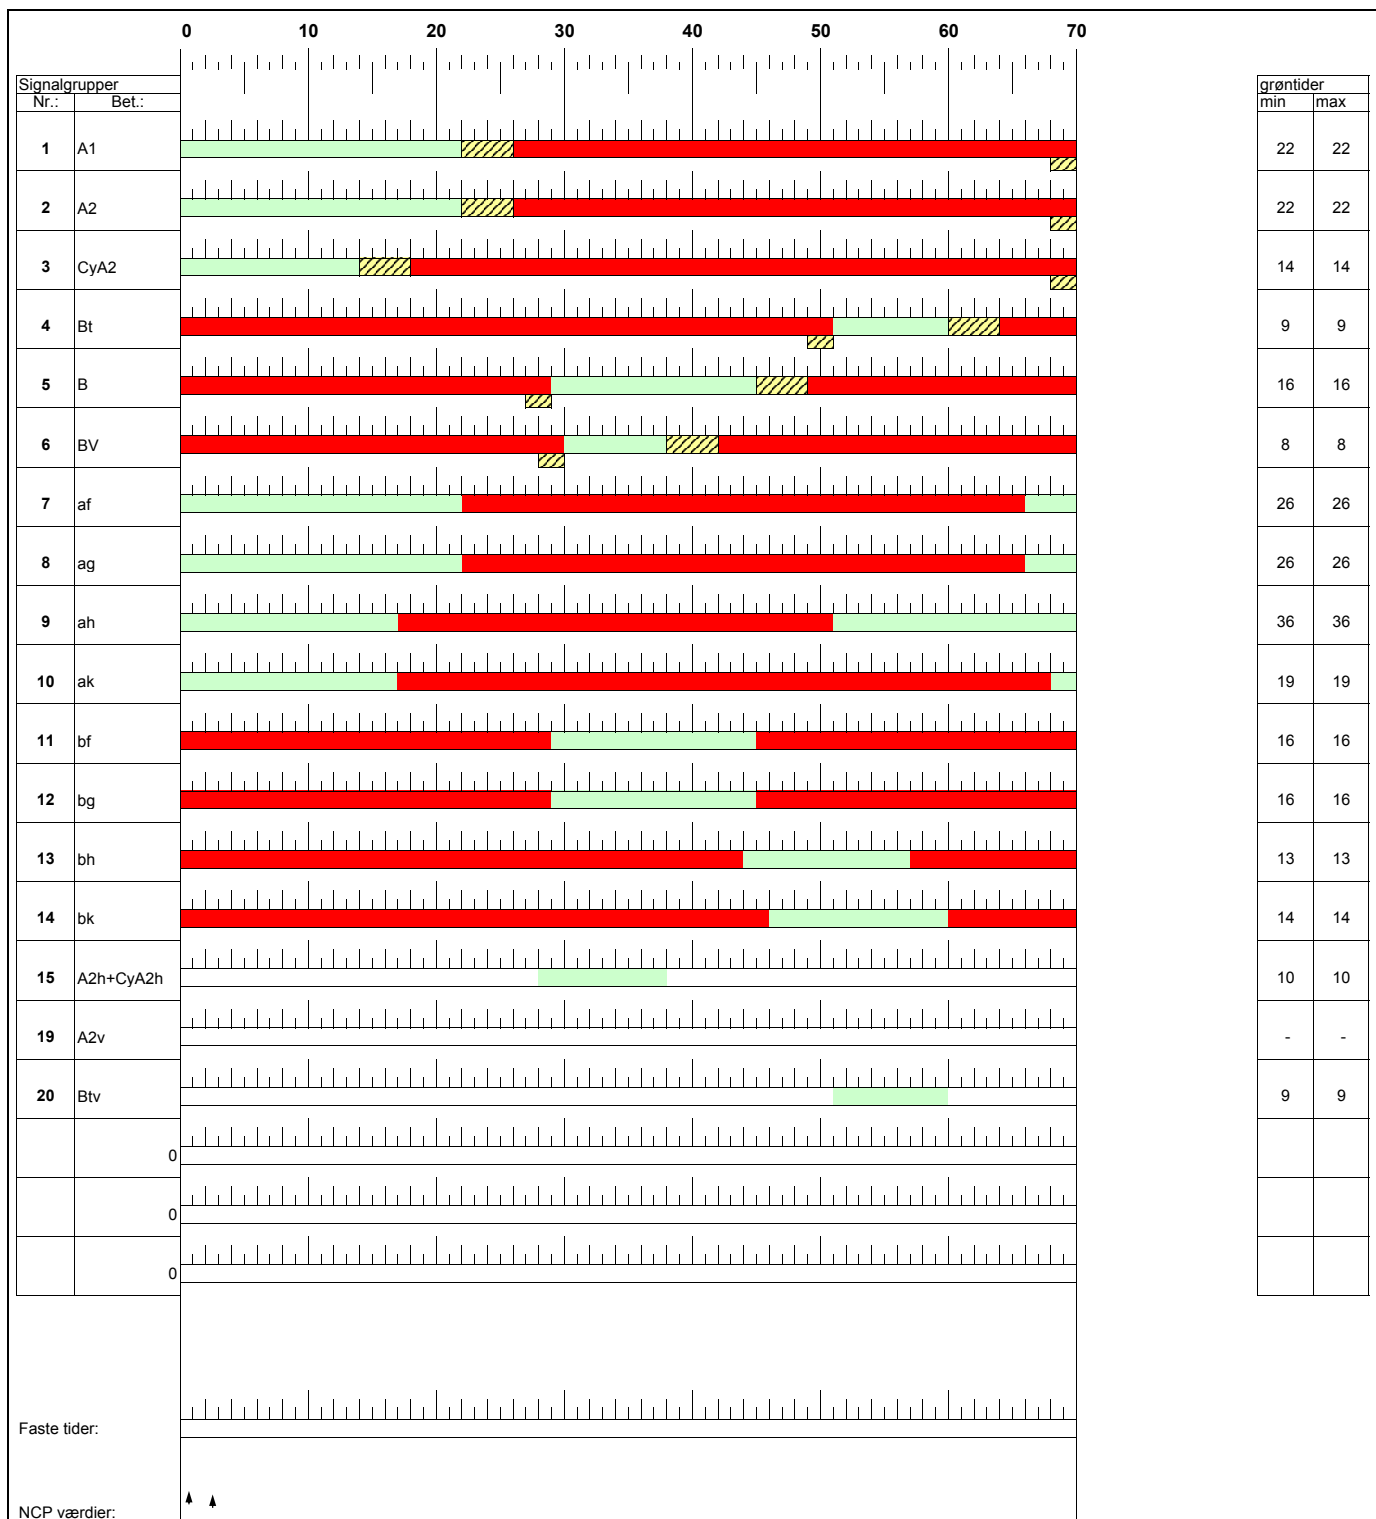 0 10 20 30 40 50 60 70
Signalgrupper grøntider
Nr.: Bet.: min max
1 A1 22 22
2 A2 22 22
3 CyA2 14 14
4 Bt 9 9
5 B 16 16
6 BV 8 8
7 af 26 26
8 ag 26 26
9 ah 36 36
10 ak 19 19
11 bf 16 16
12 bg 16 16
13 bh 13 13
14 bk 14 14
15 A2h+CyA2h 10 10
19 A2v - -
20 Btv 9 9
0
0
0
Faste tider:
NCP værdier: